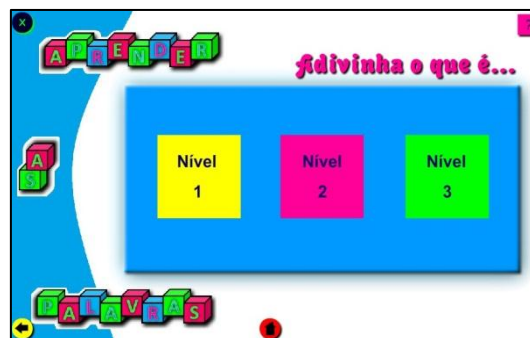 X
APRENDER
Adivinha o que é...
AS
Nível
1
Nível
2
Nível
3
PALAVRAS